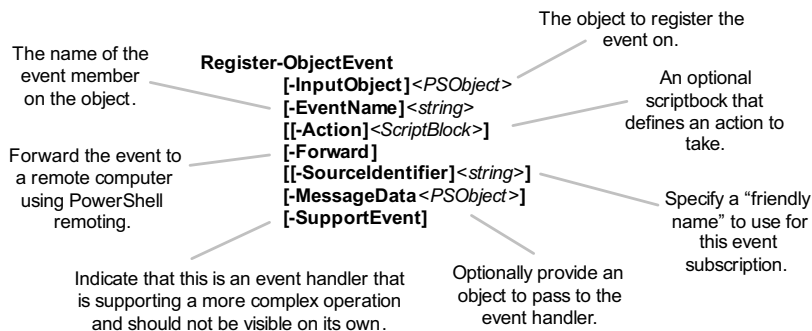 The object to register the
event on.
The name of the
event member
on the object.
Register-ObjectEvent
[-InputObject]<PSObject>
[-EventName]<string>
[[-Action]<ScriptBlock>]
[-Forward]
[[-SourceIdentifier]<string>]
[-MessageData<PSObject>]
[-SupportEvent]
An optional
scriptbock that
defines an action to
take.
Forward the event to
a remote computer
using PowerShell
remoting.
Specify a “friendly
name” to use for
this event
subscription.
Indicate that this is an event handler that
is supporting a more complex operation
and should not be visible on its own.
Optionally provide an
object to pass to the
event handler.